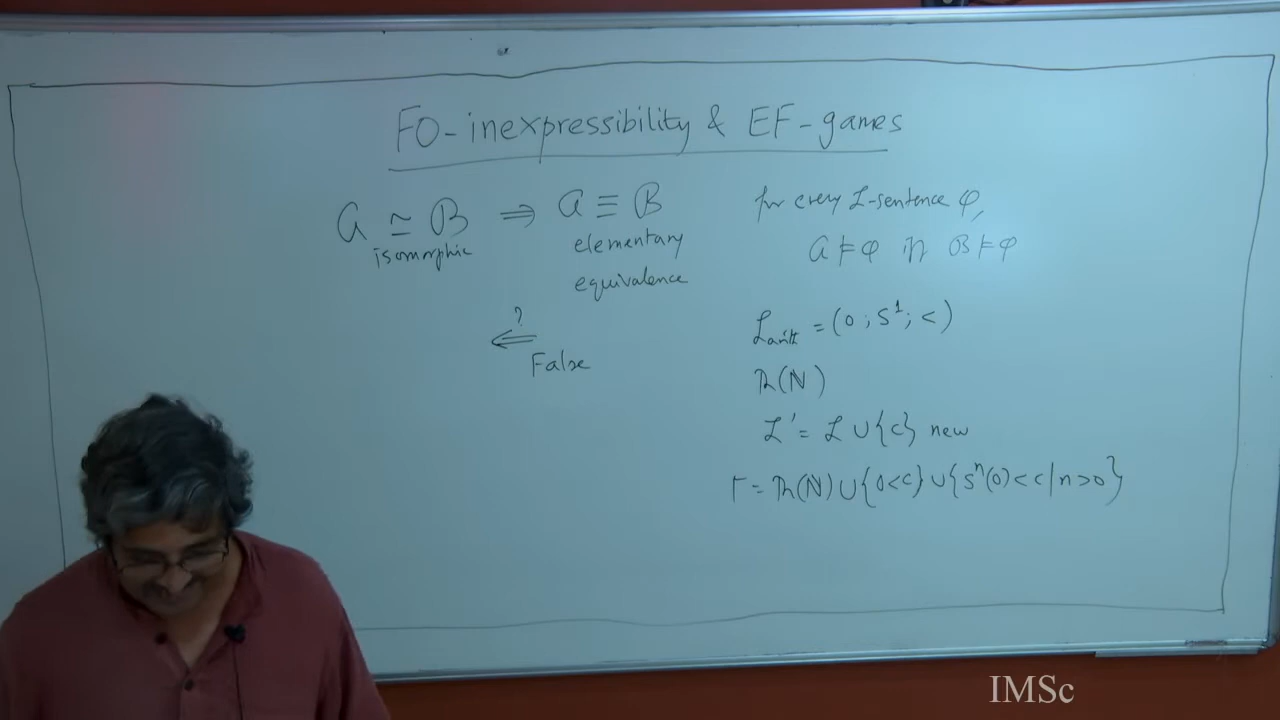 FO-inexpressibility & EF-games
𝒜 ≃ ℬ ⇒ 𝒜 ≡ ℬ
isomorphic
elementary
equivalence
?
⇐
False
for every ℒ-sentence φ,
𝒜 ⊨ φ iff ℬ ⊨ φ
ℒarith = (0; S¹; <)
Th(ℕ)
ℒ' = ℒ ∪ {c} new
Γ = Th(ℕ) ∪ {0<c} ∪ {Sⁿ(0)<c | n>0}
IMSc